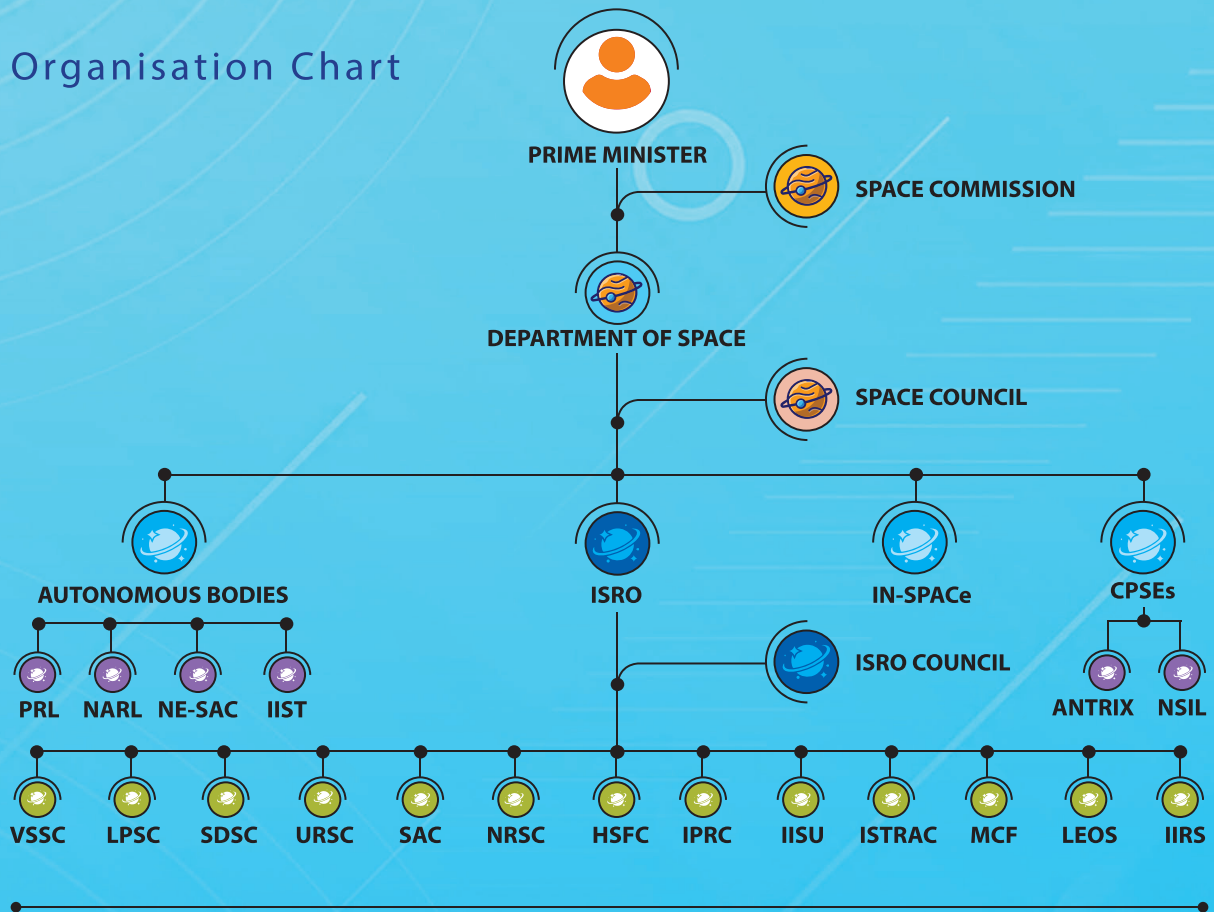 Organisation Chart
PRIME MINISTER
SPACE COMMISSION
DEPARTMENT OF SPACE
SPACE COUNCIL
AUTONOMOUS BODIES
ISRO
IN-SPACe
CPSEs
ISRO COUNCIL
PRL
NARL
NE-SAC
IIST
ANTRIX
NSIL
VSSC
LPSC
SDSC
URSC
SAC
NRSC
HSFC
IPRC
IISU
ISTRAC
MCF
LEOS
IIRS